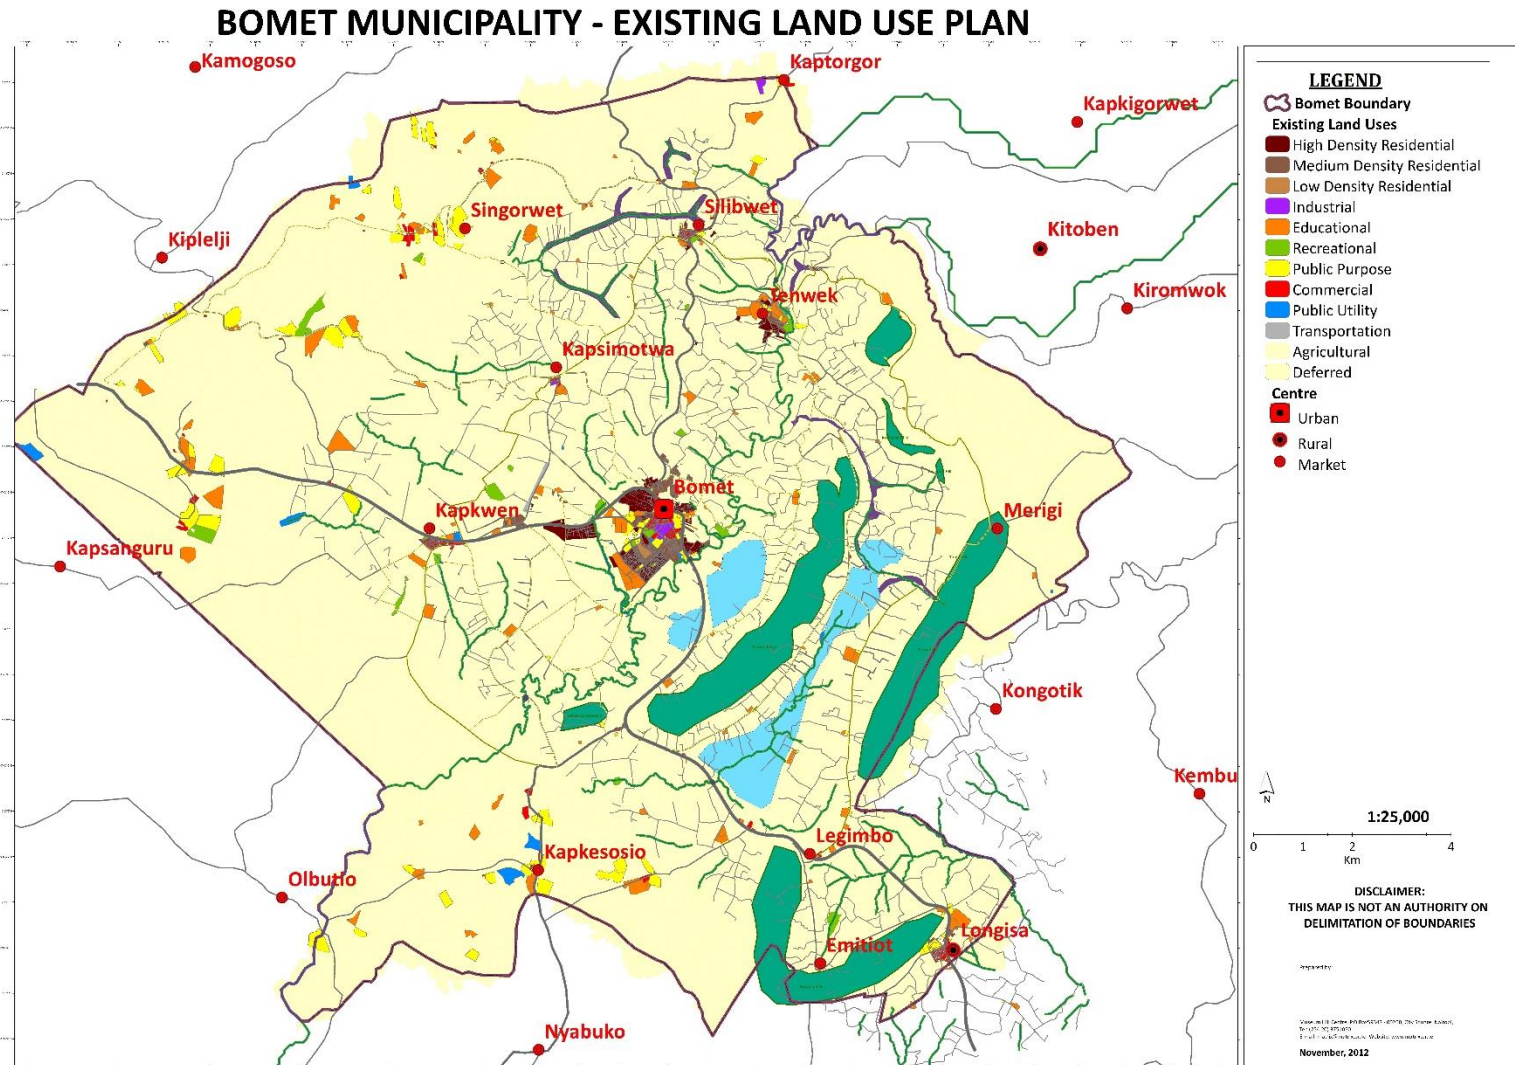 BOMET MUNICIPALITY - EXISTING LAND USE PLAN
Kamogoso
Kaptorgor
Kapkigorwet
Singorwet
Silibwet
Kiplelji
Kitoben
Tenwek
Kiromwok
Kapsimotwa
Bomet
Kapkwen
Merigi
Kapsanguru
Kongotik
Kembu
Legimbo
Kapkesosio
Olbutio
Longisa
Emitiot
Nyabuko
LEGEND
Bomet Boundary
Existing Land Uses
High Density Residential
Medium Density Residential
Low Density Residential
Industrial
Educational
Recreational
Public Purpose
Commercial
Public Utility
Transportation
Agricultural
Deferred
Centre
Urban
Rural
Market
N
1:25,000
0 1 2 4
Km
DISCLAIMER:
THIS MAP IS NOT AN AUTHORITY ON
DELIMITATION OF BOUNDARIES
Prepared by
November, 2012